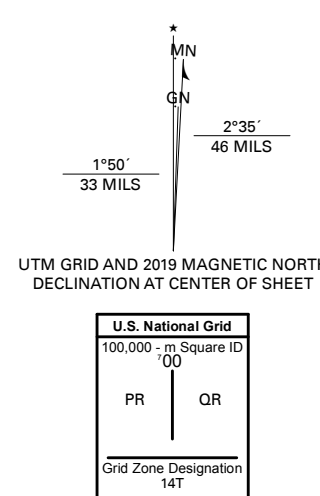 ★
MN
GN
2°35´
46 MILS
1°50´
33 MILS
UTM GRID AND 2019 MAGNETIC NORTH
DECLINATION AT CENTER OF SHEET
U.S. National Grid
100,000 - m Square ID
⁷00
PR QR
Grid Zone Designation
14T